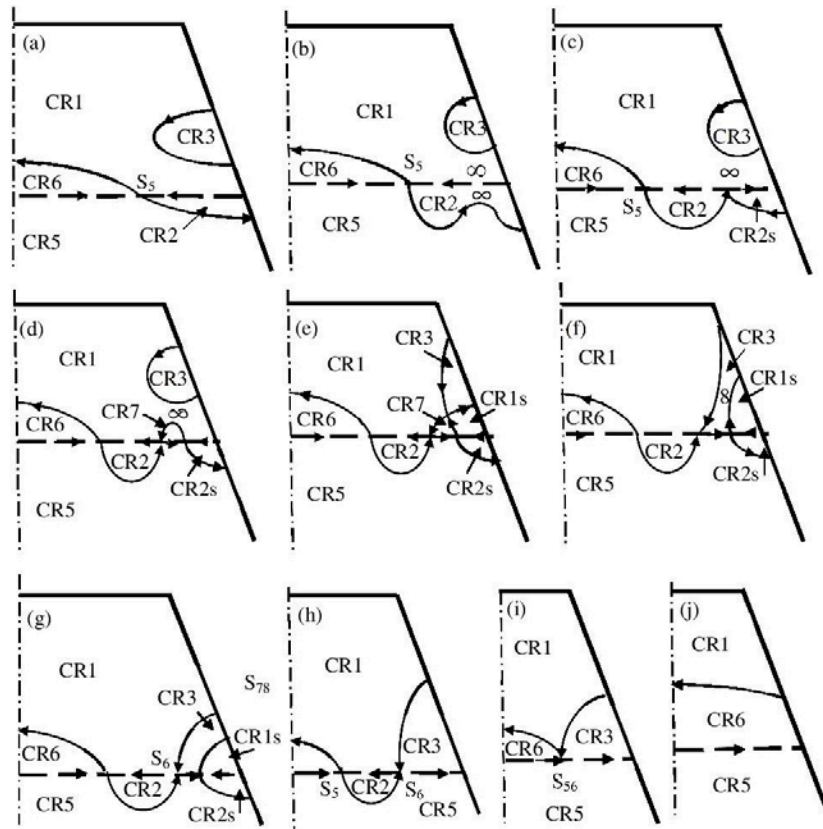 (a)
CR1
CR3
CR6
S5
CR5
CR2
(b)
CR1
CR3
S5
∞
CR6
CR2
∞
CR5
(c)
CR1
CR3
∞
CR6
S5
CR2
CR5
CR2s
(d)
CR1
CR3
CR7
∞
CR6
CR2
CR2s
CR5
(e)
CR3
CR1
CR7
CR1s
CR6
CR2
CR2s
CR5
(f)
CR1
CR3
CR1s
∞
CR6
CR2
CR2s
CR5
(g)
CR1
S78
CR3
CR1s
CR6
S6
CR2
CR5
CR2s
(h)
CR1
CR3
CR6
S5
CR2
S6
CR5
CR5
(i)
CR1
CR6
CR3
S56
CR5
(j)
CR1
CR6
CR5